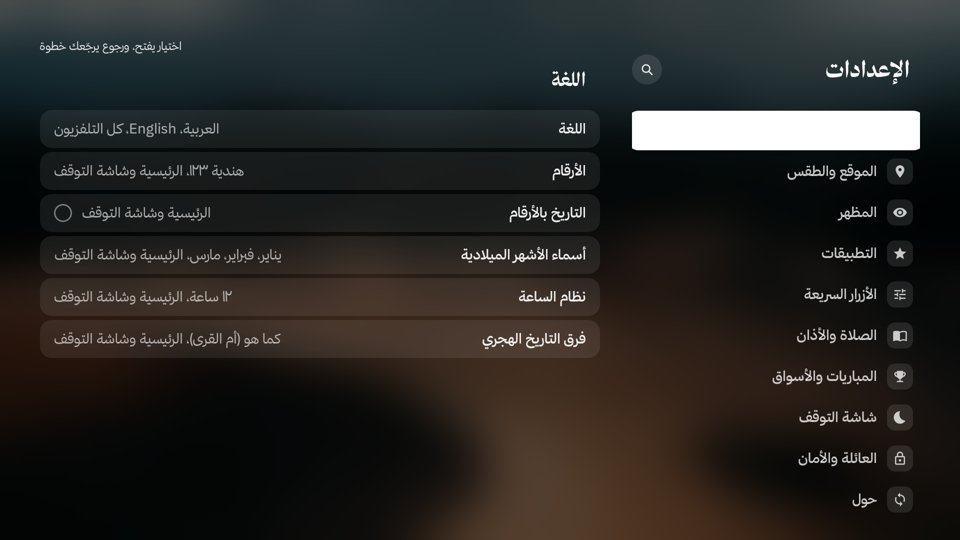 الإعدادات
الموقع والطقس
المظهر
التطبيقات
الأزرار السريعة
الصلاة والأذان
المباريات والأسواق
شاشة التوقف
العائلة والأمان
حول
اختيار يفتح، ورجوع يرجّعك خطوة
اللغة
اللغة العربية، English، كل التلفزيون
الأرقام هندية ١٢٣، الرئيسية وشاشة التوقف
التاريخ بالأرقام الرئيسية وشاشة التوقف
أسماء الأشهر الميلادية يناير، فبراير، مارس، الرئيسية وشاشة التوقف
نظام الساعة ١٢ ساعة، الرئيسية وشاشة التوقف
فرق التاريخ الهجري كما هو (أم القرى)، الرئيسية وشاشة التوقف